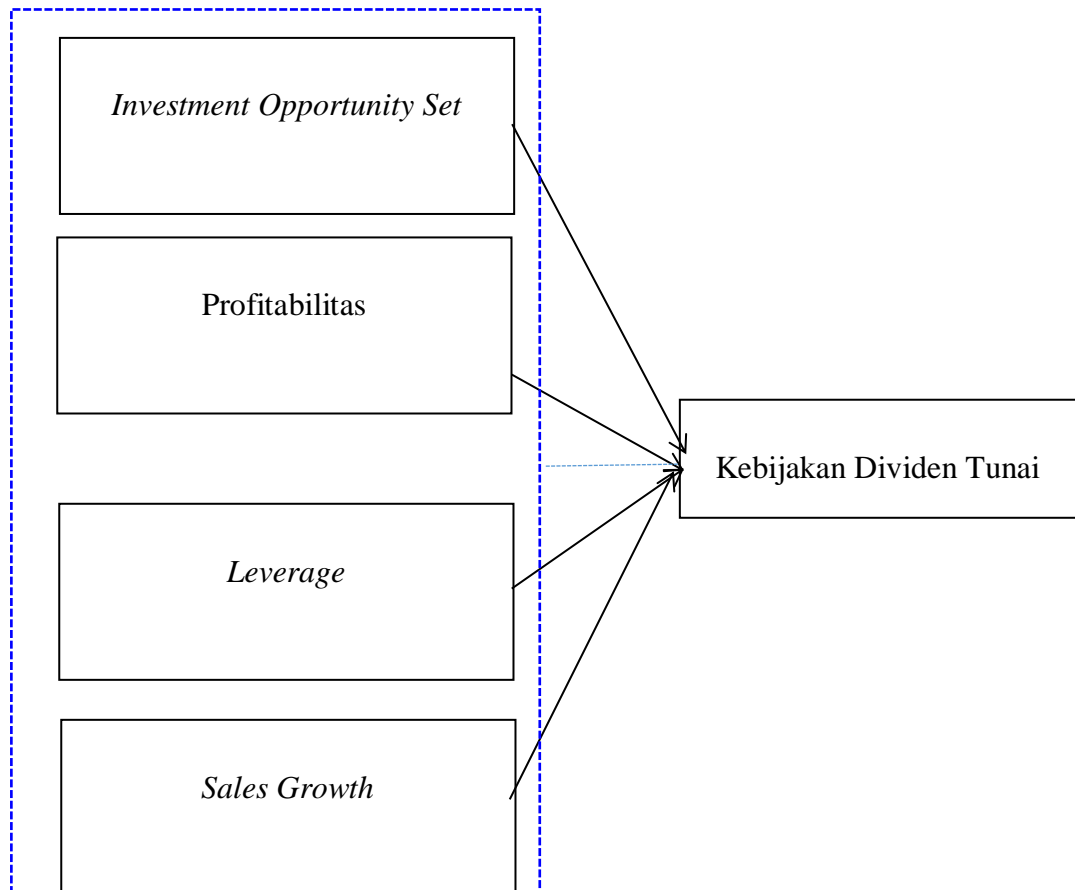 Investment Opportunity Set
Profitabilitas
Kebijakan Dividen Tunai
Leverage
Sales Growth